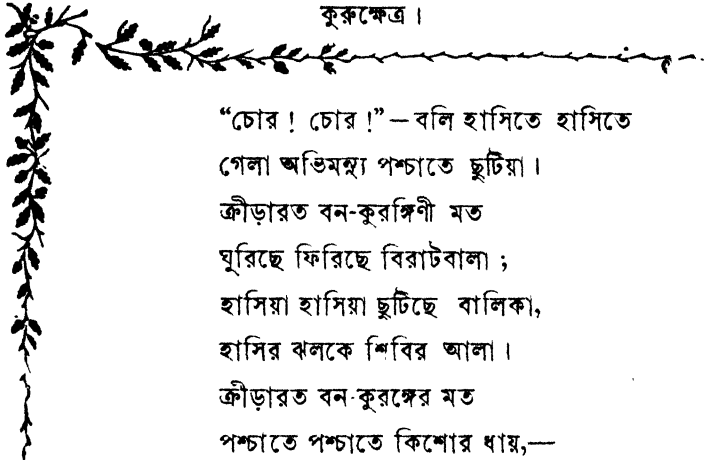 কুরুক্ষেত্র।
“চোর ! চোর !” – বলি হাসিতে হাসিতে
গেলা অভিমন্যু পশ্চাতে ছুটিয়া।
ক্রীড়ারত বন-কুরঙ্গিণী মত
ঘুরিছে ফিরিছে বিরাটবালা ;
হাসিয়া হাসিয়া ছুটিছে বালিকা,
হাসির ঝলকে শিবির আলা।
ক্রীড়ারত বন-কুরঙ্গের মত
পশ্চাতে পশ্চাতে কিশোর ধায়,—